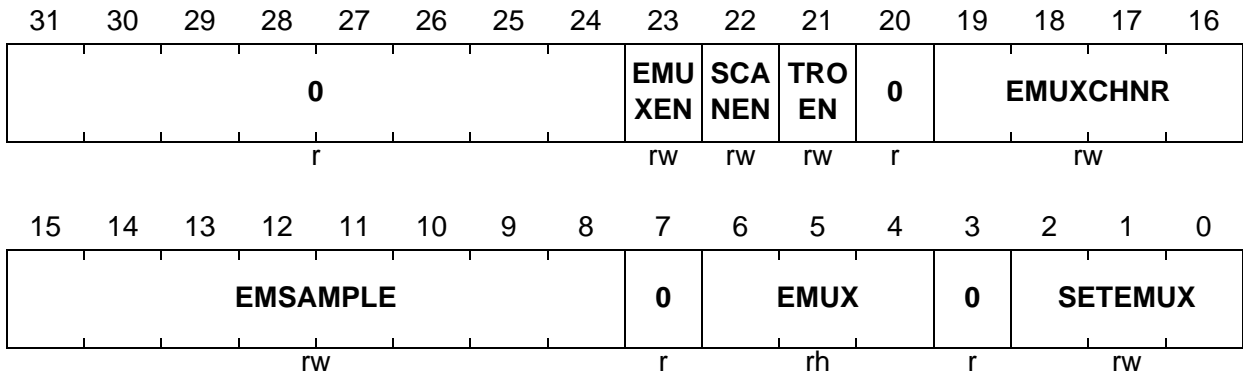 31 30 29 28 27 26 25 24 23 22 21 20 19 18 17 16
0 EMU XEN SCA NEN TRO EN 0 EMUXCHNR
r rw rw rw r rw
15 14 13 12 11 10 9 8 7 6 5 4 3 2 1 0
EMSAMPLE 0 EMUX 0 SETEMUX
rw r rh r rw